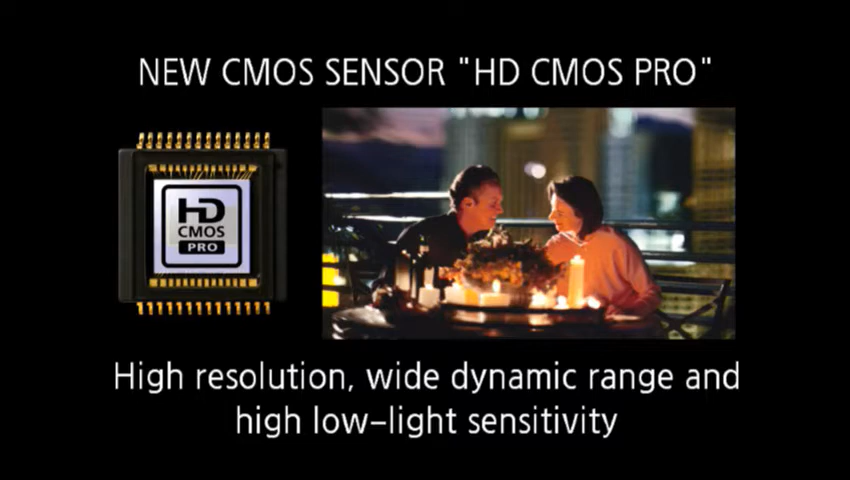 NEW CMOS SENSOR "HD CMOS PRO"
HD
CMOS
PRO
High resolution, wide dynamic range and
high low–light sensitivity